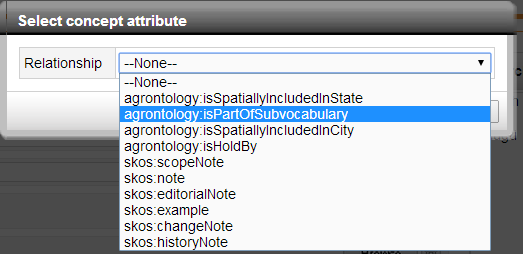 Select concept attribute
Relationship
--None--
--None--
agrontology:isSpatiallyIncludedInState
agrontology:isPartOfSubvocabulary
agrontology:isSpatiallyIncludedInCity
agrontology:isHoldBy
skos:scopeNote
skos:note
skos:editorialNote
skos:example
skos:changeNote
skos:historyNote